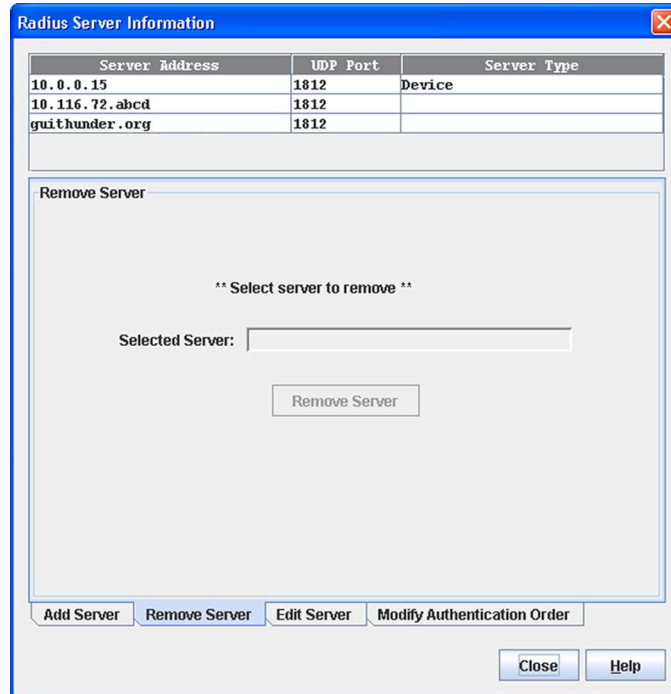 Radius Server Information
Server Address UDP Port Server Type
10.0.0.15 1812 Device
10.116.72.abcd 1812
guithunder.org 1812
Remove Server
** Select server to remove **
Selected Server:
Remove Server
Add Server Remove Server Edit Server Modify Authentication Order
Close Help